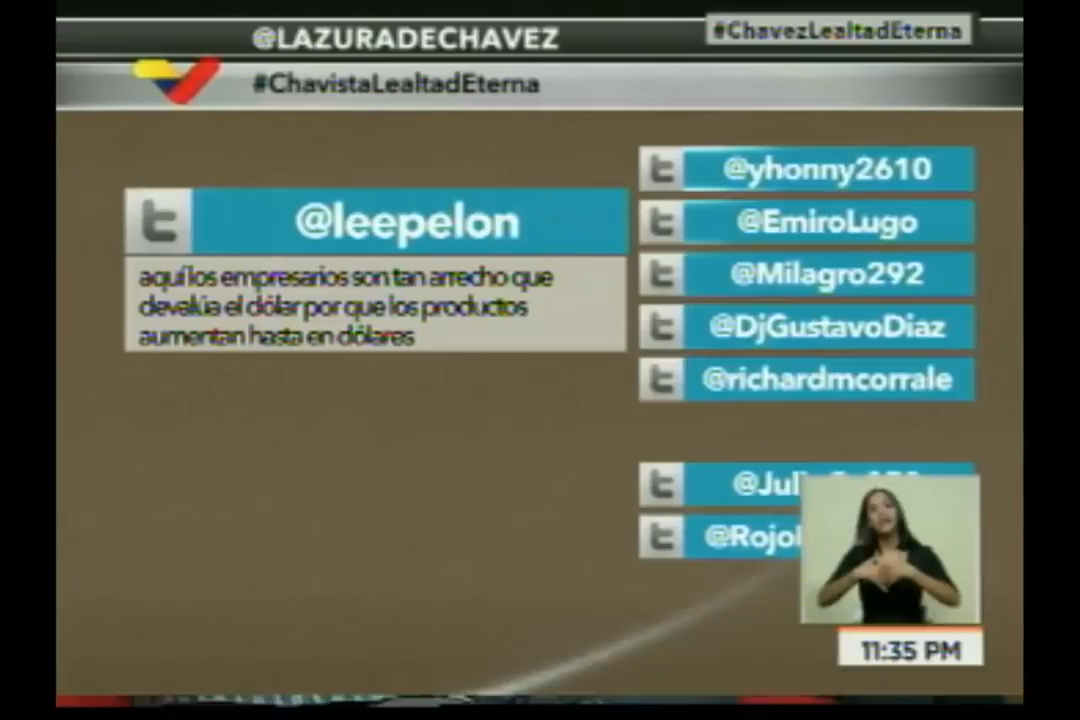 @LAZURADECHAVEZ
#ChavezLealtadEterna
#ChavistaLealtadEterna
@leepelon
aquí los empresarios son tan arrecho que
devalúa el dólar por que los productos
aumentan hasta en dólares
@yhonny2610
@EmiroLugo
@Milagro292
@DjGustavoDiaz
@richardmcorrale
11:35 PM